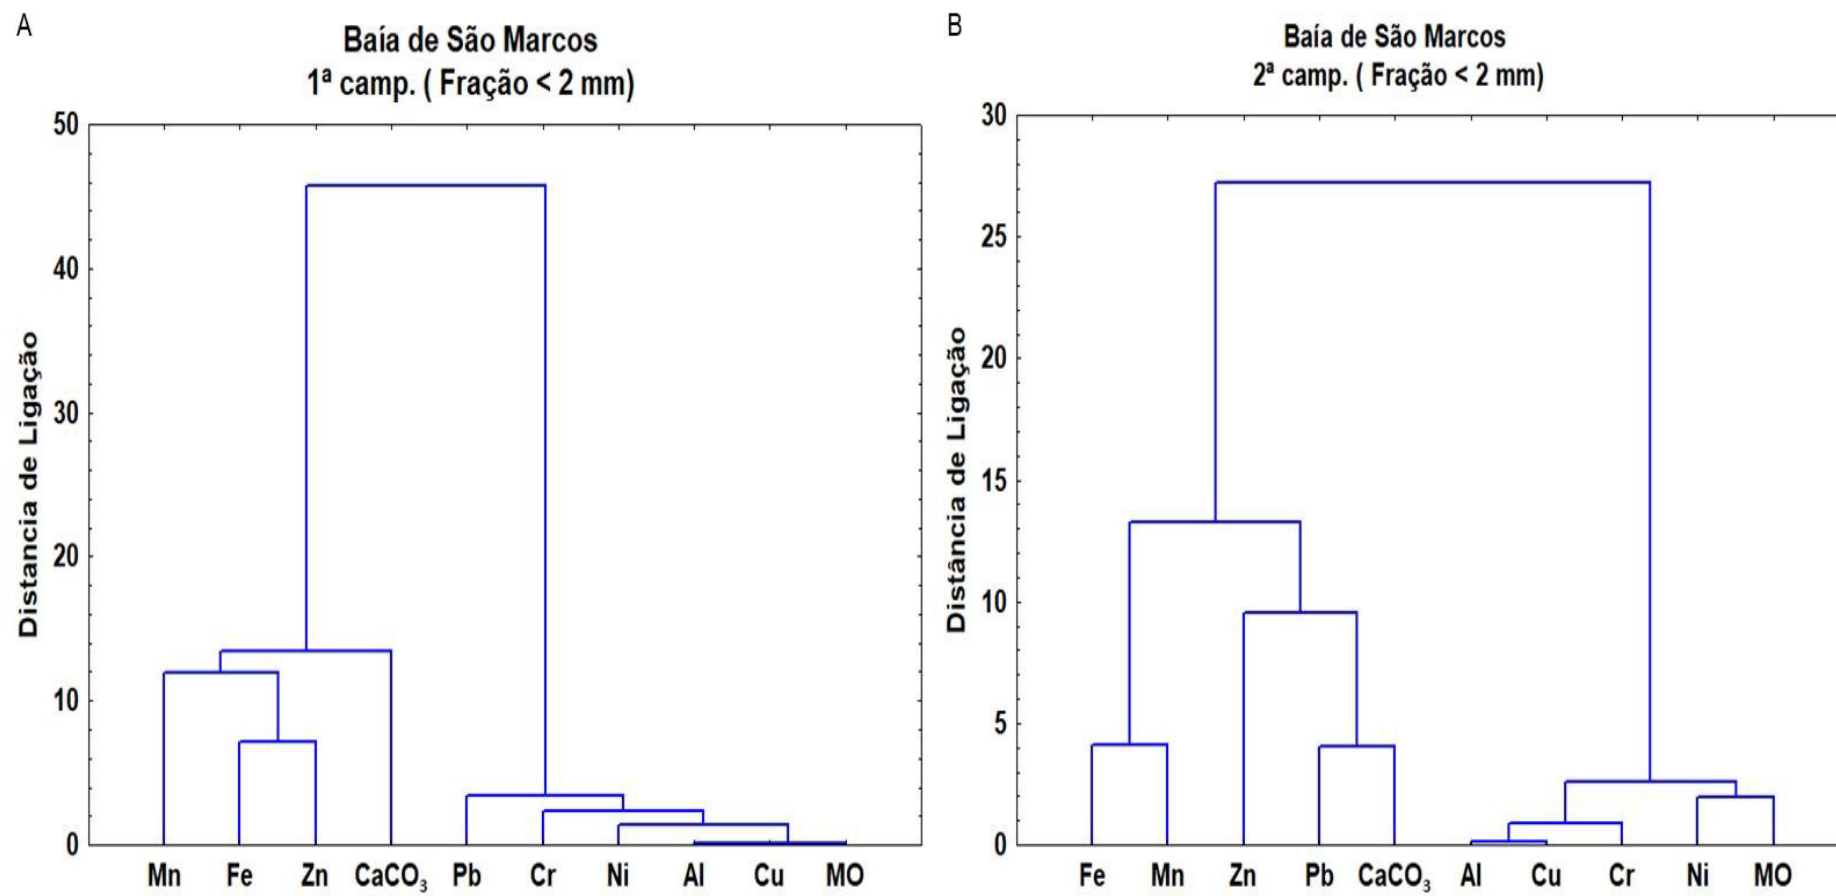 A
Baía de São Marcos
1ª camp. ( Fração < 2 mm)
50
40
30
20
10
0
Distancia de Ligação
Mn Fe Zn CaCO₃ Pb Cr Ni Al Cu MO
B
Baía de São Marcos
2ª camp. ( Fração < 2 mm)
30
25
20
15
10
5
0
Distância de Ligação
Fe Mn Zn Pb CaCO₃ Al Cu Cr Ni MO